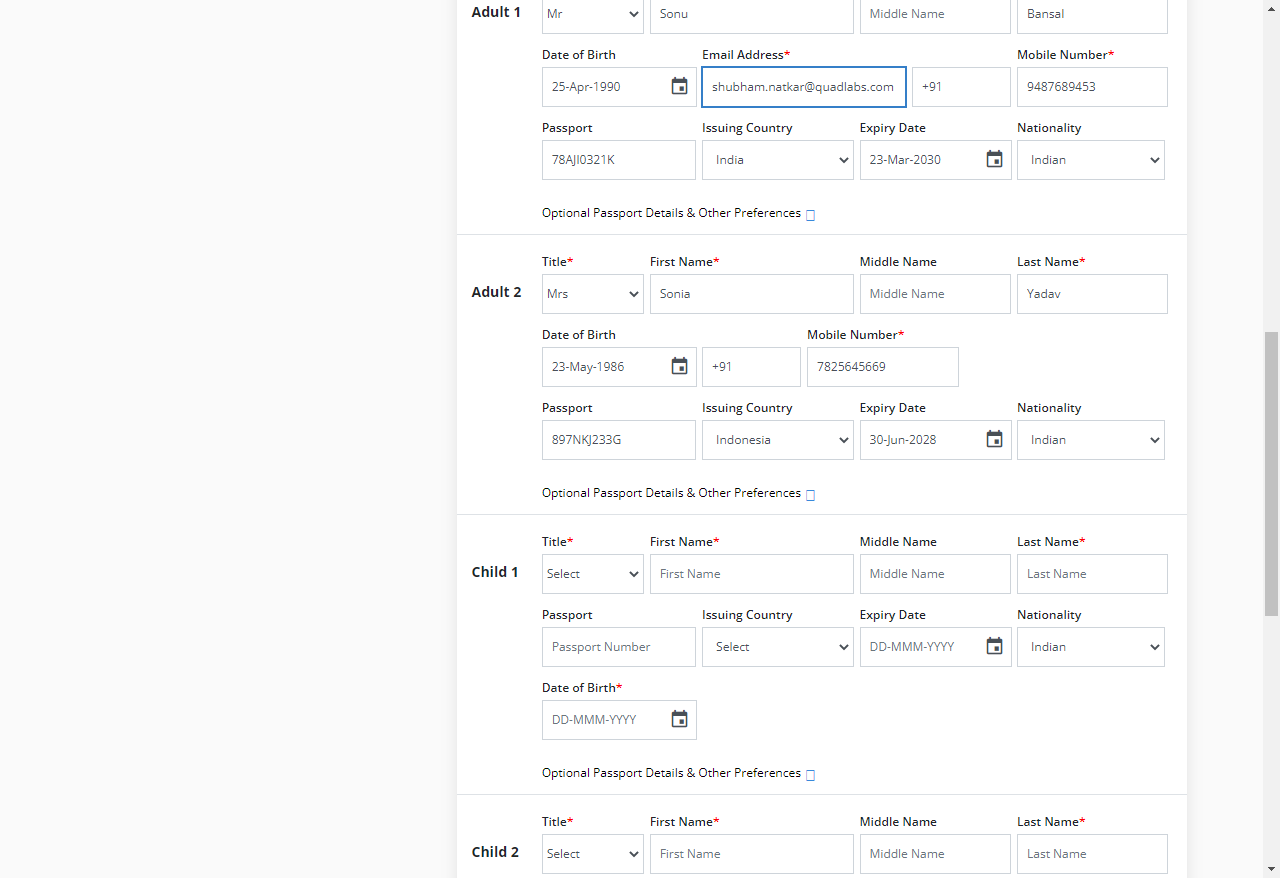 Adult 1 Mr Sonu Middle Name Bansal
Date of Birth Email Address* Mobile Number*
25-Apr-1990 shubham.natkar@quadlabs.com +91 9487689453
Passport Issuing Country Expiry Date Nationality
78AJI0321K India 23-Mar-2030 Indian
Optional Passport Details & Other Preferences
Title* First Name* Middle Name Last Name*
Adult 2 Mrs Sonia Middle Name Yadav
Date of Birth Mobile Number*
23-May-1986 +91 7825645669
Passport Issuing Country Expiry Date Nationality
897NKJ233G Indonesia 30-Jun-2028 Indian
Optional Passport Details & Other Preferences
Title* First Name* Middle Name Last Name*
Child 1 Select First Name Middle Name Last Name
Passport Issuing Country Expiry Date Nationality
Passport Number Select DD-MMM-YYYY Indian
Date of Birth*
DD-MMM-YYYY
Optional Passport Details & Other Preferences
Title* First Name* Middle Name Last Name*
Child 2 Select First Name Middle Name Last Name